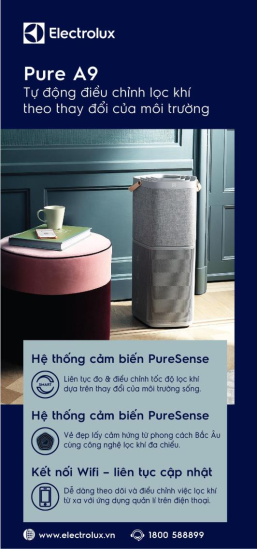 Electrolux
Pure A9
Tự động điều chỉnh lọc khí
theo thay đổi của môi trường
Hệ thống cảm biến PureSense
SMART
Liên tục đo & điều chỉnh tốc độ lọc khí
dựa trên thay đổi của môi trường sống.
Hệ thống cảm biến PureSense
Vẻ đẹp lấy cảm hứng từ phong cách Bắc Âu
cùng công nghệ lọc khí đa chiều.
Kết nối Wifi – liên tục cập nhật
Dễ dàng theo dõi và điều chỉnh việc lọc khí
từ xa với ứng dụng quản lí trên điện thoại.
www.electrolux.vn 1800 588899